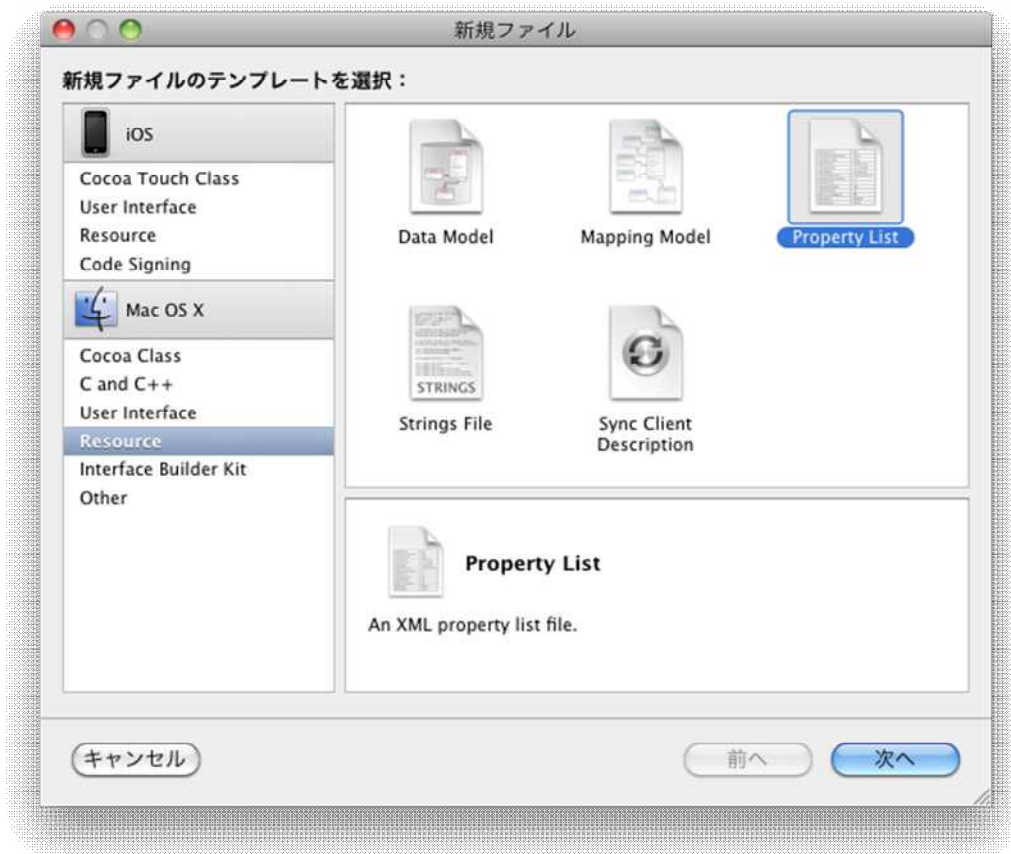 新規ファイル
新規ファイルのテンプレートを選択：
iOS
Cocoa Touch Class
User Interface
Resource
Code Signing
Mac OS X
Cocoa Class
C and C++
User Interface
Resource
Interface Builder Kit
Other
Data Model
Mapping Model
Property List
STRINGS
Strings File
Sync Client
Description
Property List
An XML property list file.
キャンセル
前へ
次へ